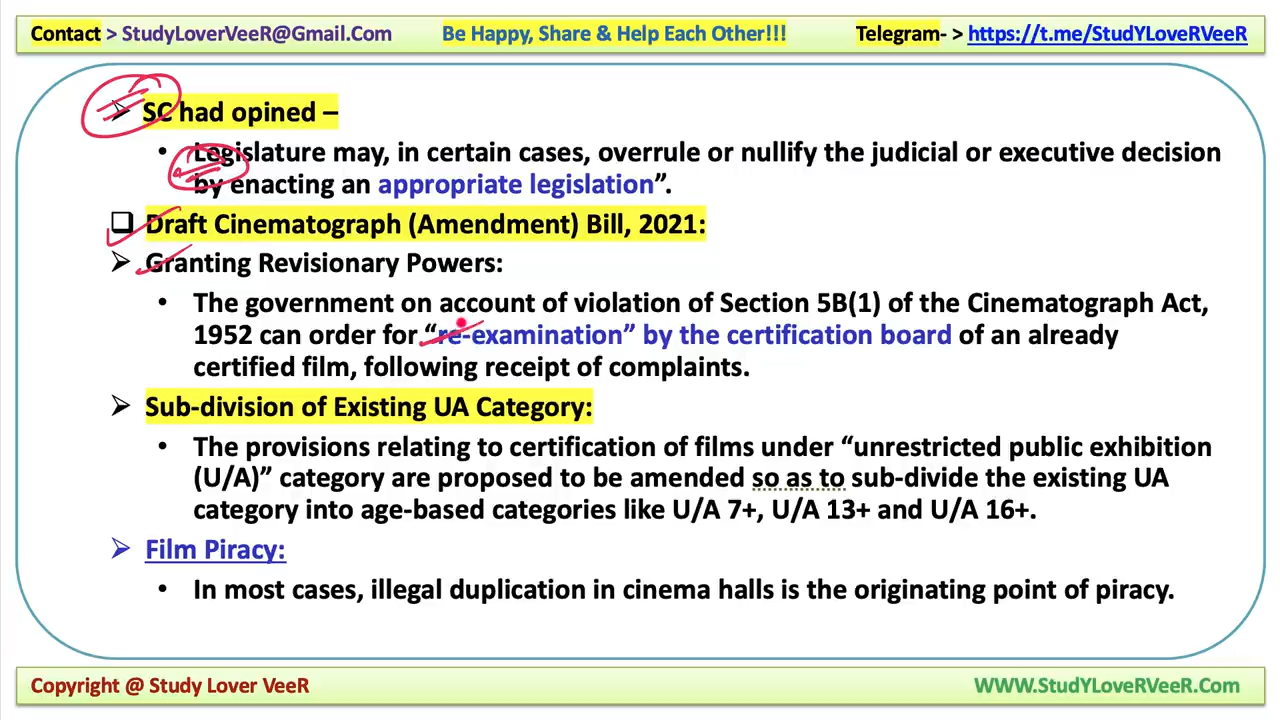 Contact > StudyLoverVeeR@Gmail.Com Be Happy, Share & Help Each Other!!! Telegram- > https://t.me/StudYLoveRVeeR
➢ SC had opined –
• Legislature may, in certain cases, overrule or nullify the judicial or executive decision
by enacting an appropriate legislation”.
❑ Draft Cinematograph (Amendment) Bill, 2021:
➢ Granting Revisionary Powers:
• The government on account of violation of Section 5B(1) of the Cinematograph Act,
1952 can order for “re-examination” by the certification board of an already
certified film, following receipt of complaints.
➢ Sub-division of Existing UA Category:
• The provisions relating to certification of films under “unrestricted public exhibition
(U/A)” category are proposed to be amended so as to sub-divide the existing UA
category into age-based categories like U/A 7+, U/A 13+ and U/A 16+.
➢ Film Piracy:
• In most cases, illegal duplication in cinema halls is the originating point of piracy.
Copyright @ Study Lover VeeR WWW.StudYLoveRVeeR.Com